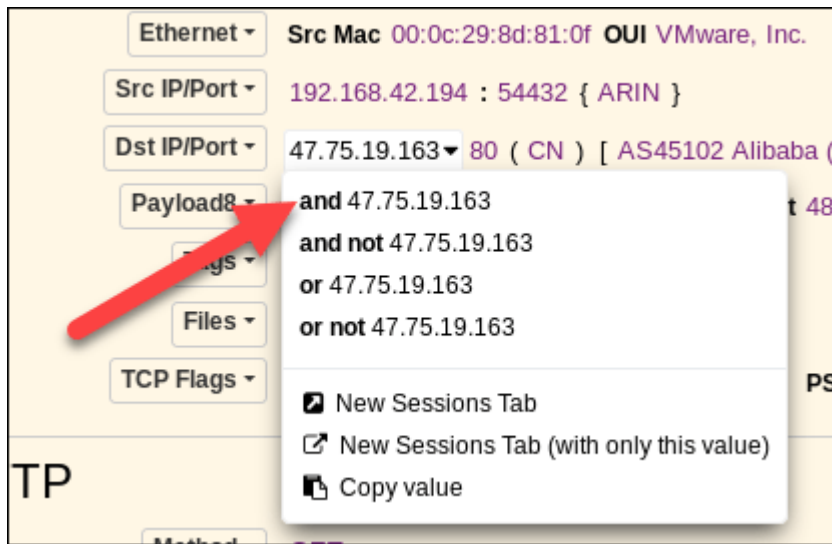 Ethernet Src Mac 00:0c:29:8d:81:0f OUI VMware, Inc.
Src IP/Port 192.168.42.194 : 54432 { ARIN }
Dst IP/Port 47.75.19.163 80 ( CN ) [ AS45102 Alibaba (
Payload8 and 47.75.19.163 t 48
and not 47.75.19.163
Tags
or 47.75.19.163
Files or not 47.75.19.163
TCP Flags PS
New Sessions Tab
New Sessions Tab (with only this value)
TP
Copy value
Method GET